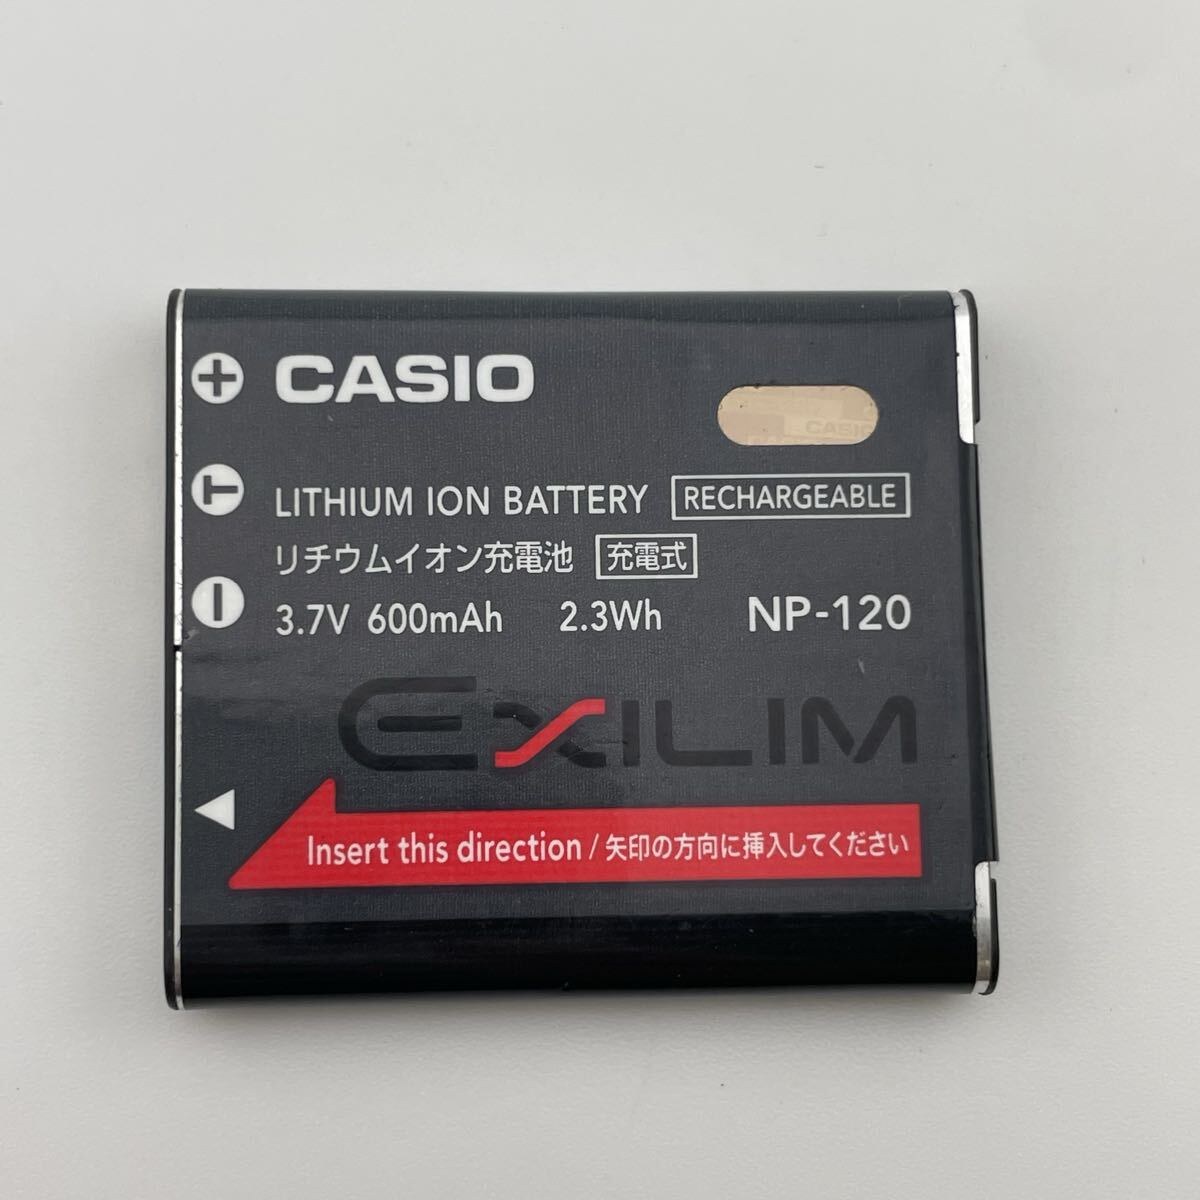 CASIO
CASIO
LITHIUM ION BATTERY RECHARGEABLE
リチウムイオン充電池 充電式
3.7V 600mAh 2.3Wh NP-120
EXILIM
Insert this direction / 矢印の方向に挿入してください